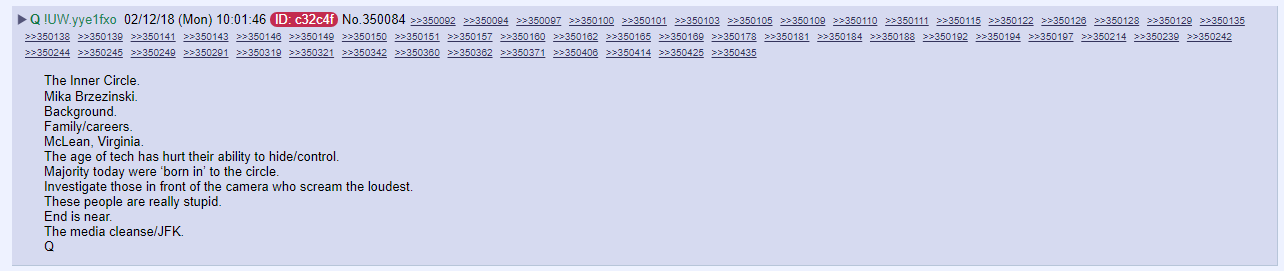 ▶ Q !UW.yye1fxo 02/12/18 (Mon) 10:01:46 ID: c32c4f No.350084 >>350092 >>350094 >>350097 >>350100 >>350101 >>350103 >>350105 >>350109 >>350110 >>350111 >>350115 >>350122 >>350126 >>350128 >>350129 >>350135
>>350138 >>350139 >>350141 >>350143 >>350146 >>350149 >>350150 >>350151 >>350157 >>350160 >>350162 >>350165 >>350169 >>350178 >>350181 >>350184 >>350188 >>350192 >>350194 >>350197 >>350214 >>350239 >>350242
>>350244 >>350245 >>350249 >>350291 >>350319 >>350321 >>350342 >>350360 >>350362 >>350371 >>350406 >>350414 >>350425 >>350435
The Inner Circle.
Mika Brzezinski.
Background.
Family/careers.
McLean, Virginia.
The age of tech has hurt their ability to hide/control.
Majority today were ‘born in’ to the circle.
Investigate those in front of the camera who scream the loudest.
These people are really stupid.
End is near.
The media cleanse/JFK.
Q